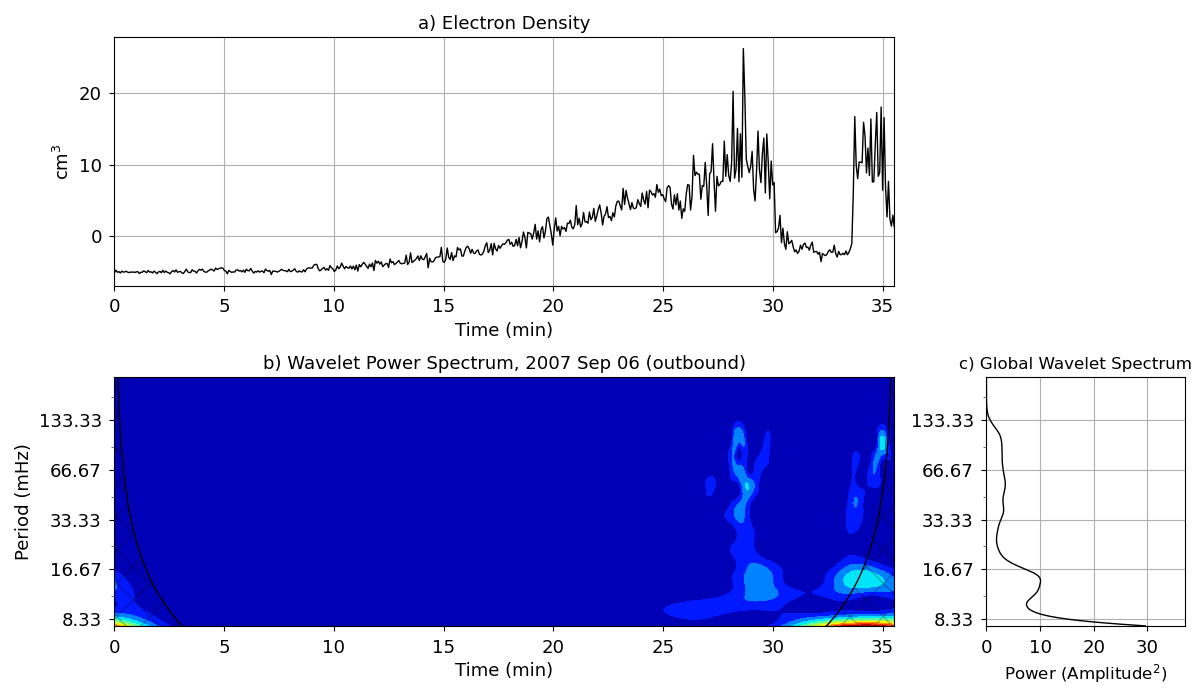 a) Electron Density
20
10
0
cm³
0 5 10 15 20 25 30 35
Time (min)
b) Wavelet Power Spectrum, 2007 Sep 06 (outbound)
133.33
66.67
33.33
16.67
8.33
Period (mHz)
0 5 10 15 20 25 30 35
Time (min)
c) Global Wavelet Spectrum
133.33
66.67
33.33
16.67
8.33
0 10 20 30
Power (Amplitude²)